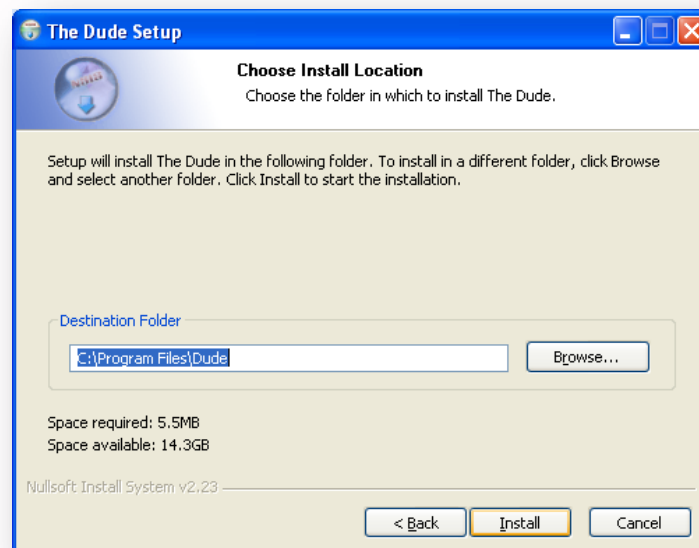 The Dude Setup
Choose Install Location
Choose the folder in which to install The Dude.
Setup will install The Dude in the following folder. To install in a different folder, click Browse
and select another folder. Click Install to start the installation.
Destination Folder
C:\Program Files\Dude
Browse...
Space required: 5.5MB
Space available: 14.3GB
Nullsoft Install System v2.23
< Back
Install
Cancel